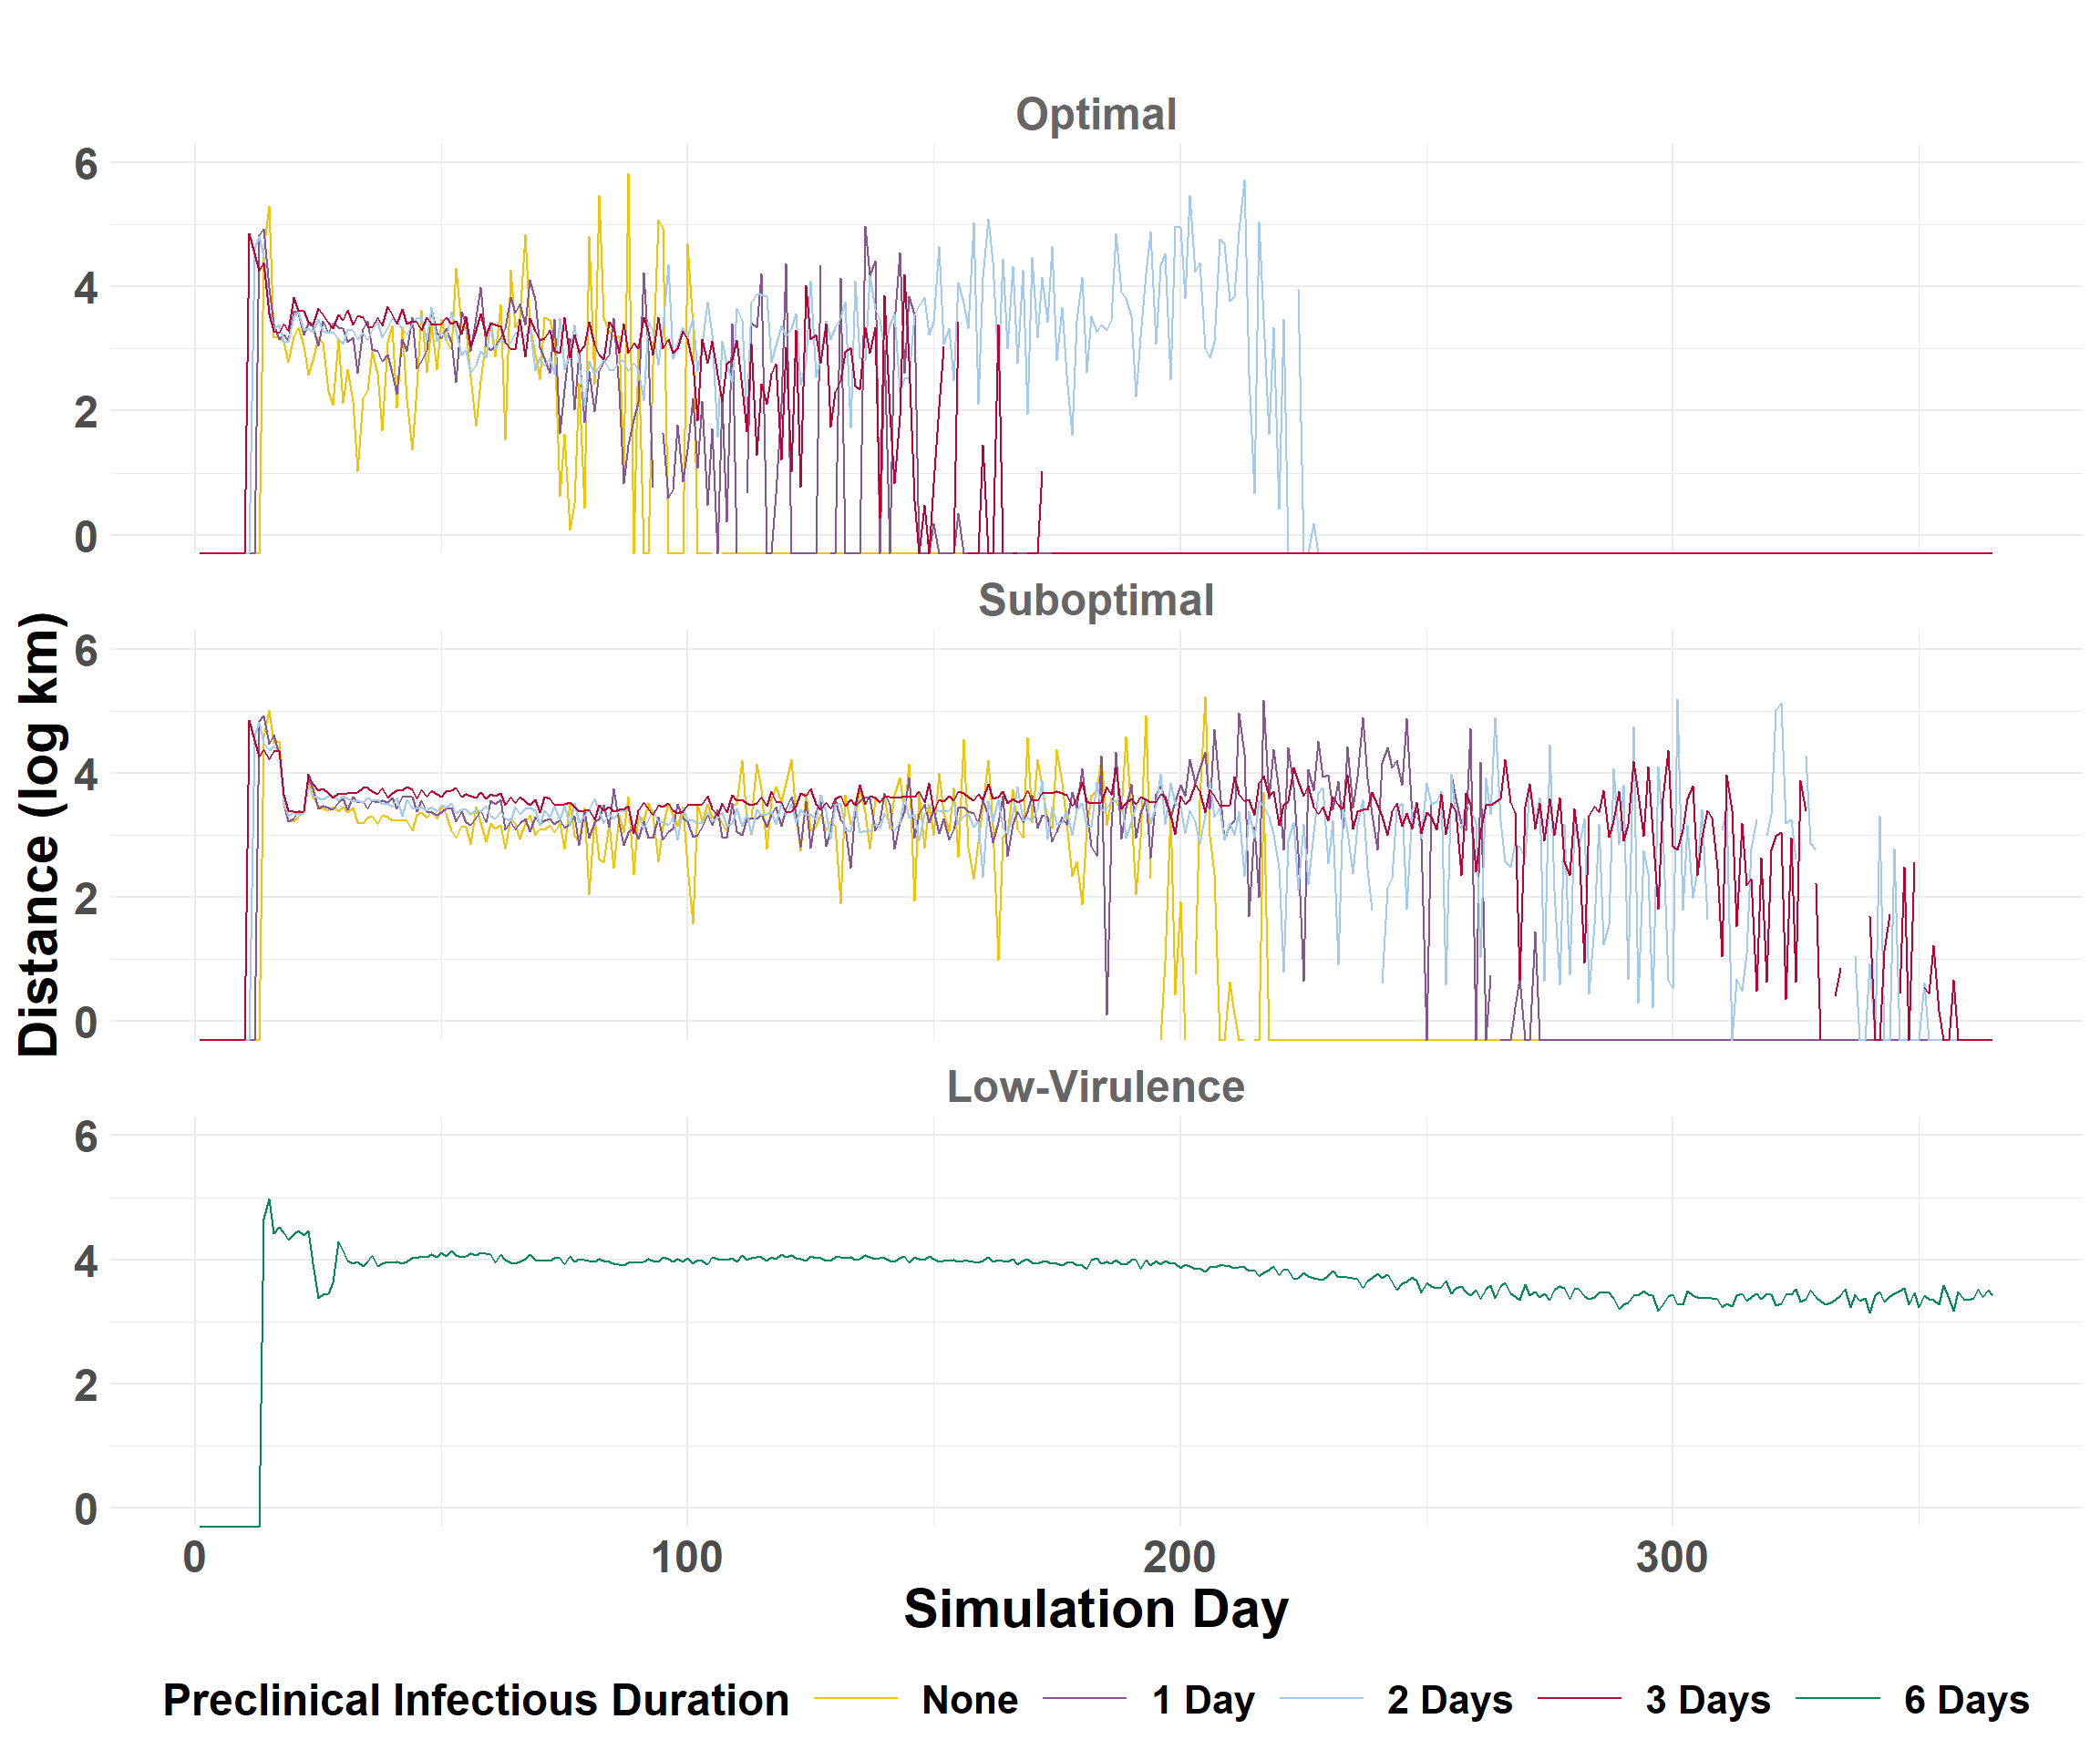 Optimal
6
4
2
0
Suboptimal
6
4
2
0
Low-Virulence
6
4
2
0
Distance (log km)
0 100 200 300
Simulation Day
Preclinical Infectious Duration None 1 Day 2 Days 3 Days 6 Days